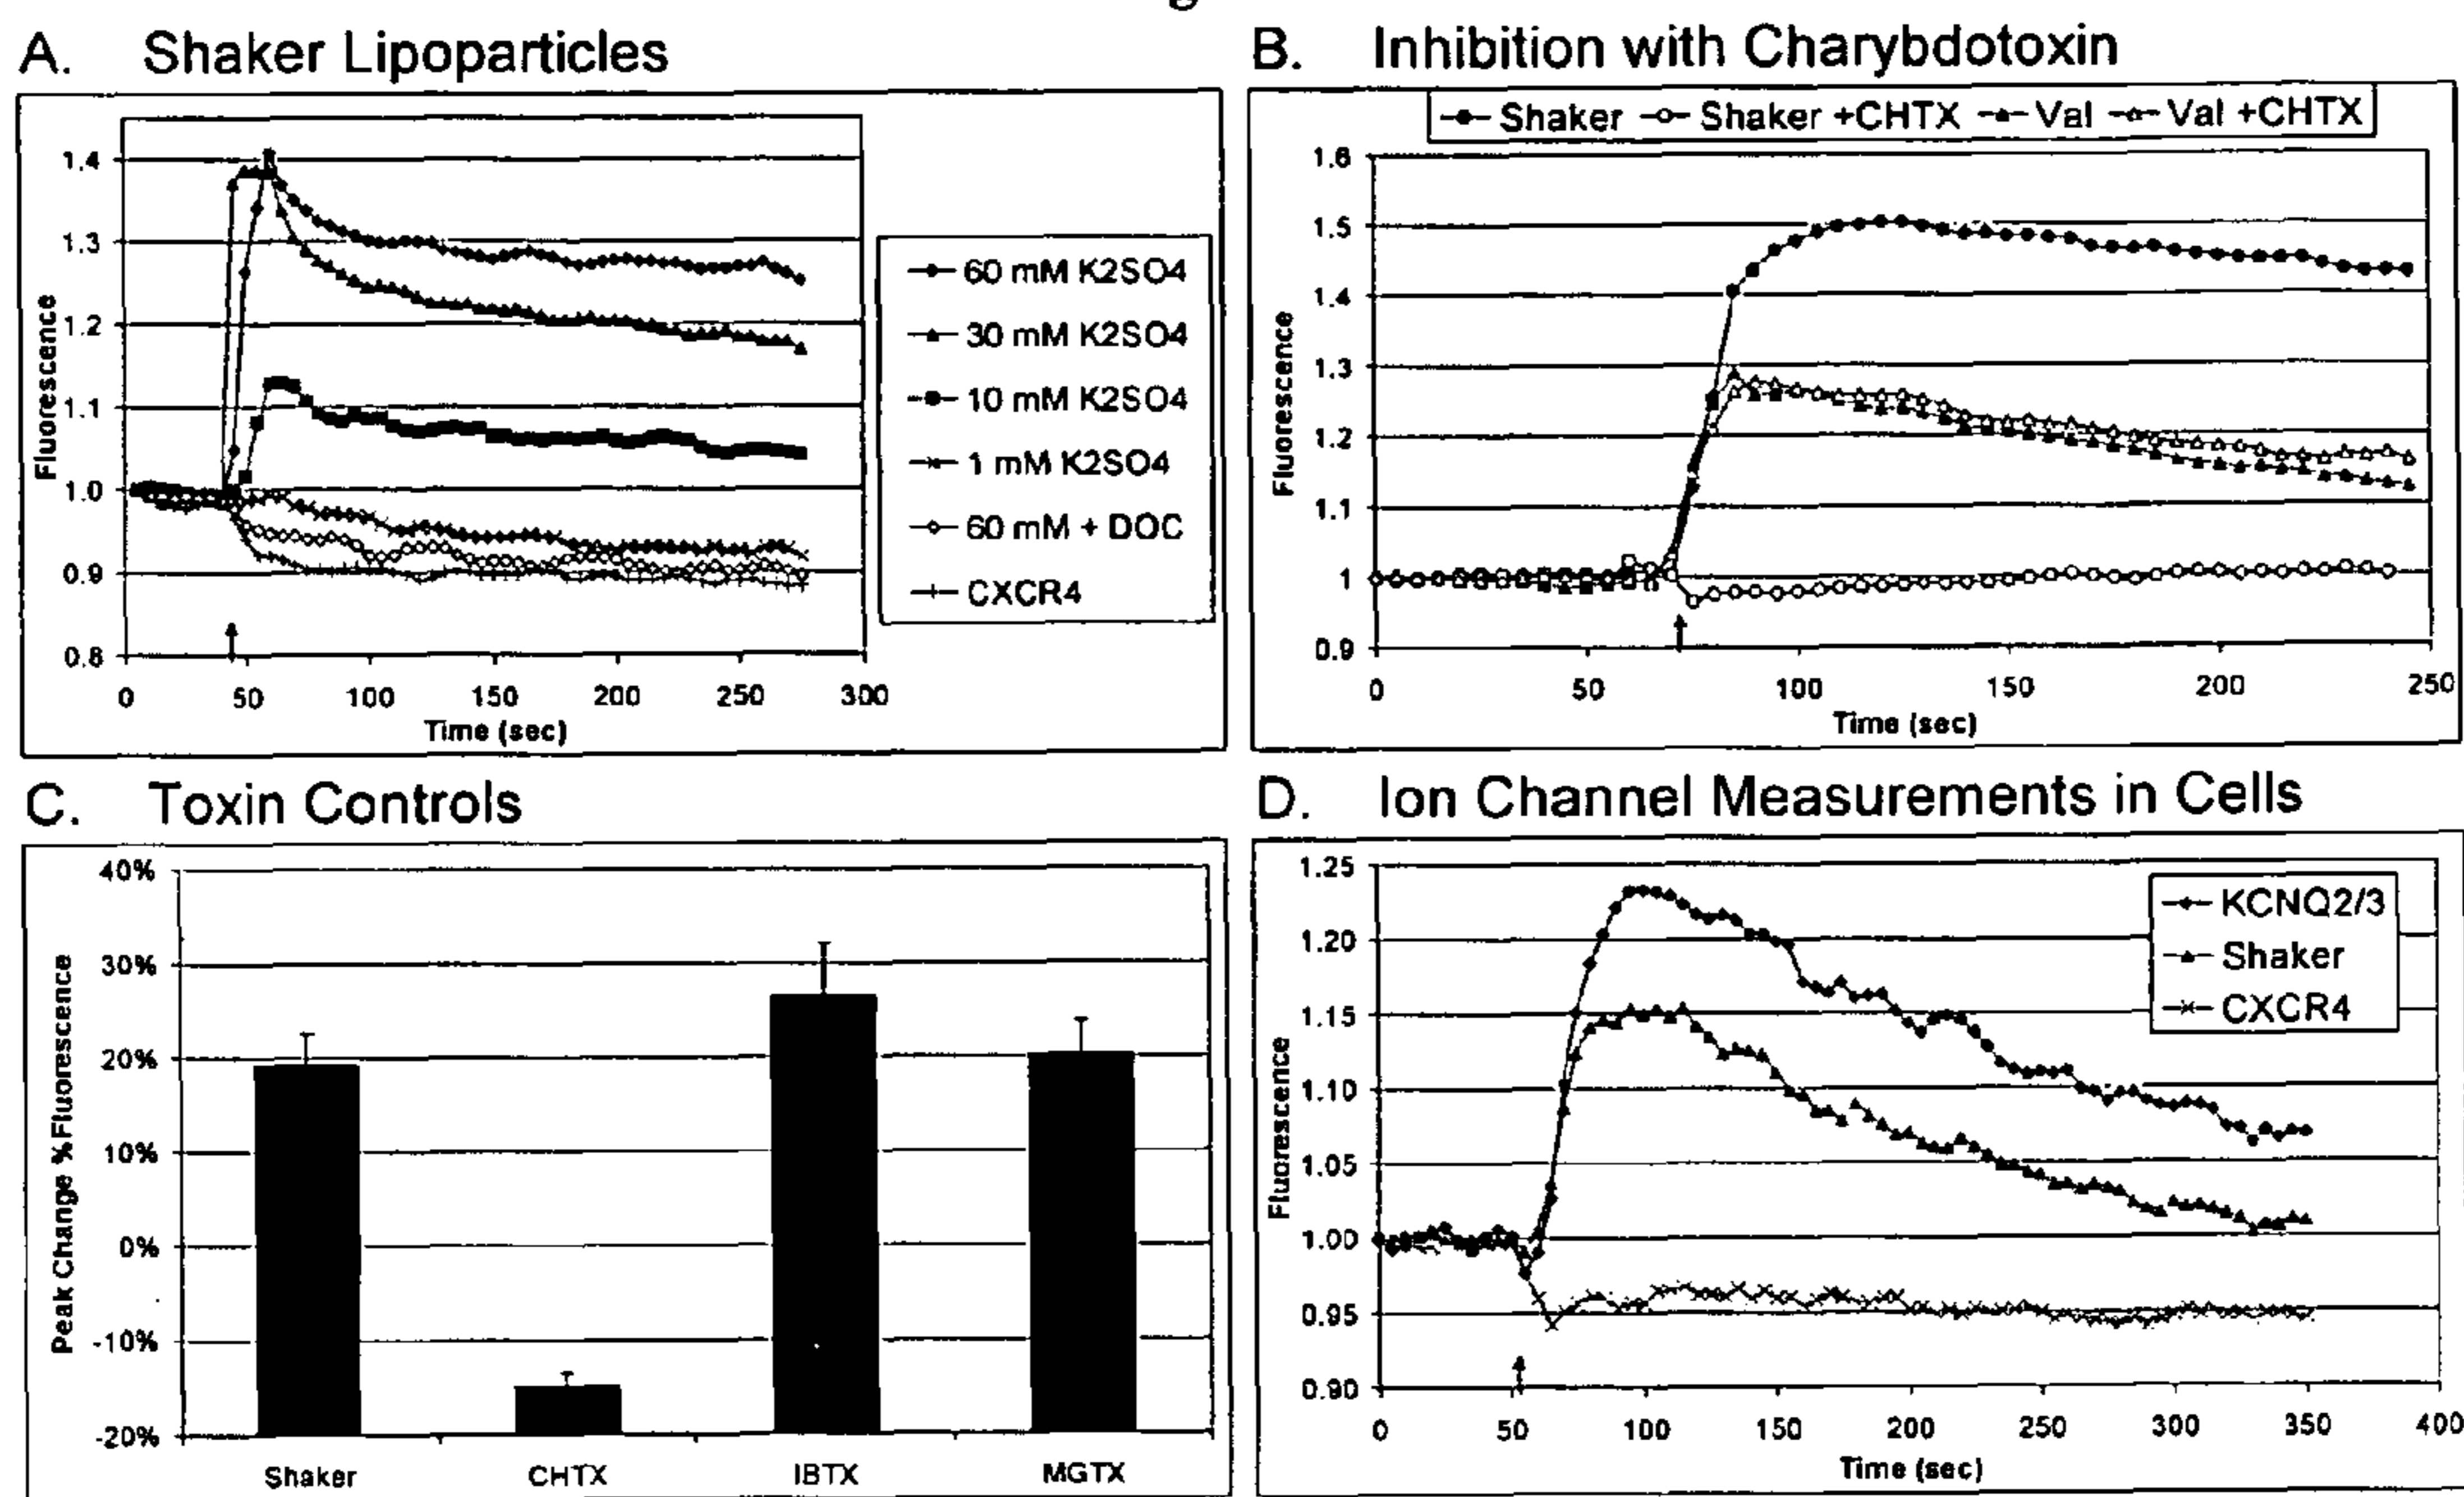 A. Shaker Lipoparticles
Fluorescence
1.4
1.3
1.2
1.1
1.0
0.9
0.8
0 50 100 150 200 250 300
Time (sec)
60 mM K2SO4
30 mM K2SO4
10 mM K2SO4
1 mM K2SO4
60 mM + DOC
CXCR4
B. Inhibition with Charybdotoxin
Shaker Shaker +CHTX Val Val +CHTX
Fluorescence
1.6
1.5
1.4
1.3
1.2
1.1
1
0.9
0 50 100 150 200 250
Time (sec)
C. Toxin Controls
Peak Change %Fluorescence
40%
30%
20%
10%
0%
-10%
-20%
Shaker CHTX IBTX MGTX
D. Ion Channel Measurements in Cells
Fluorescence
1.25
1.20
1.15
1.10
1.05
1.00
0.95
0.90
0 50 100 150 200 250 300 350 400
Time (sec)
KCNQ2/3
Shaker
CXCR4